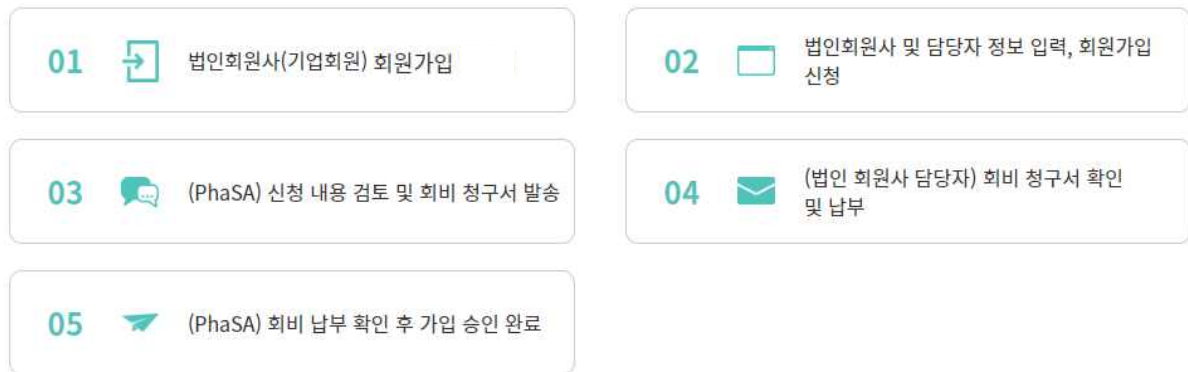 01 법인회원사(기업회원) 회원가입
02 법인회원사 및 담당자 정보 입력, 회원가입
신청
03 (PhaSA) 신청 내용 검토 및 회비 청구서 발송
04 (법인 회원사 담당자) 회비 청구서 확인
및 납부
05 (PhaSA) 회비 납부 확인 후 가입 승인 완료